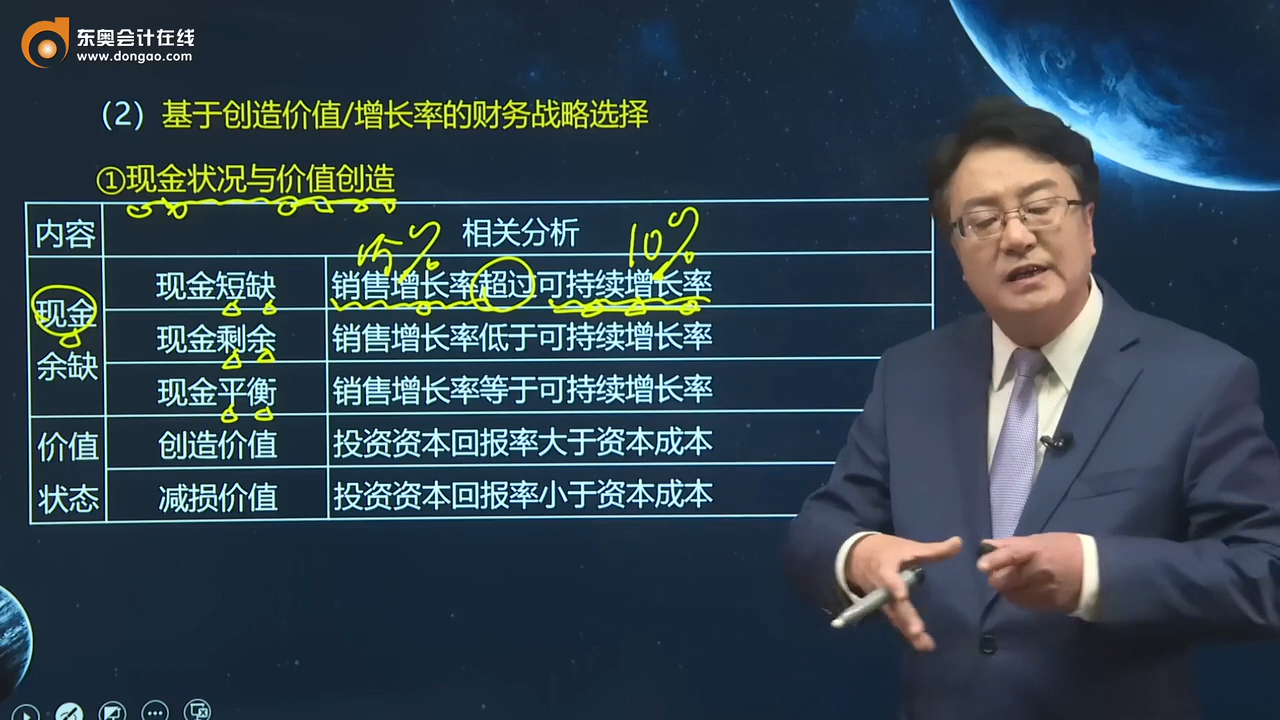 东奥会计在线
www.dongao.com
(2) 基于创造价值/增长率的财务战略选择
①现金状况与价值创造
内容 相关分析
15% 10%
现金余缺 现金短缺 销售增长率超过可持续增长率
现金剩余 销售增长率低于可持续增长率
现金平衡 销售增长率等于可持续增长率
价值状态 创造价值 投资资本回报率大于资本成本
减损价值 投资资本回报率小于资本成本